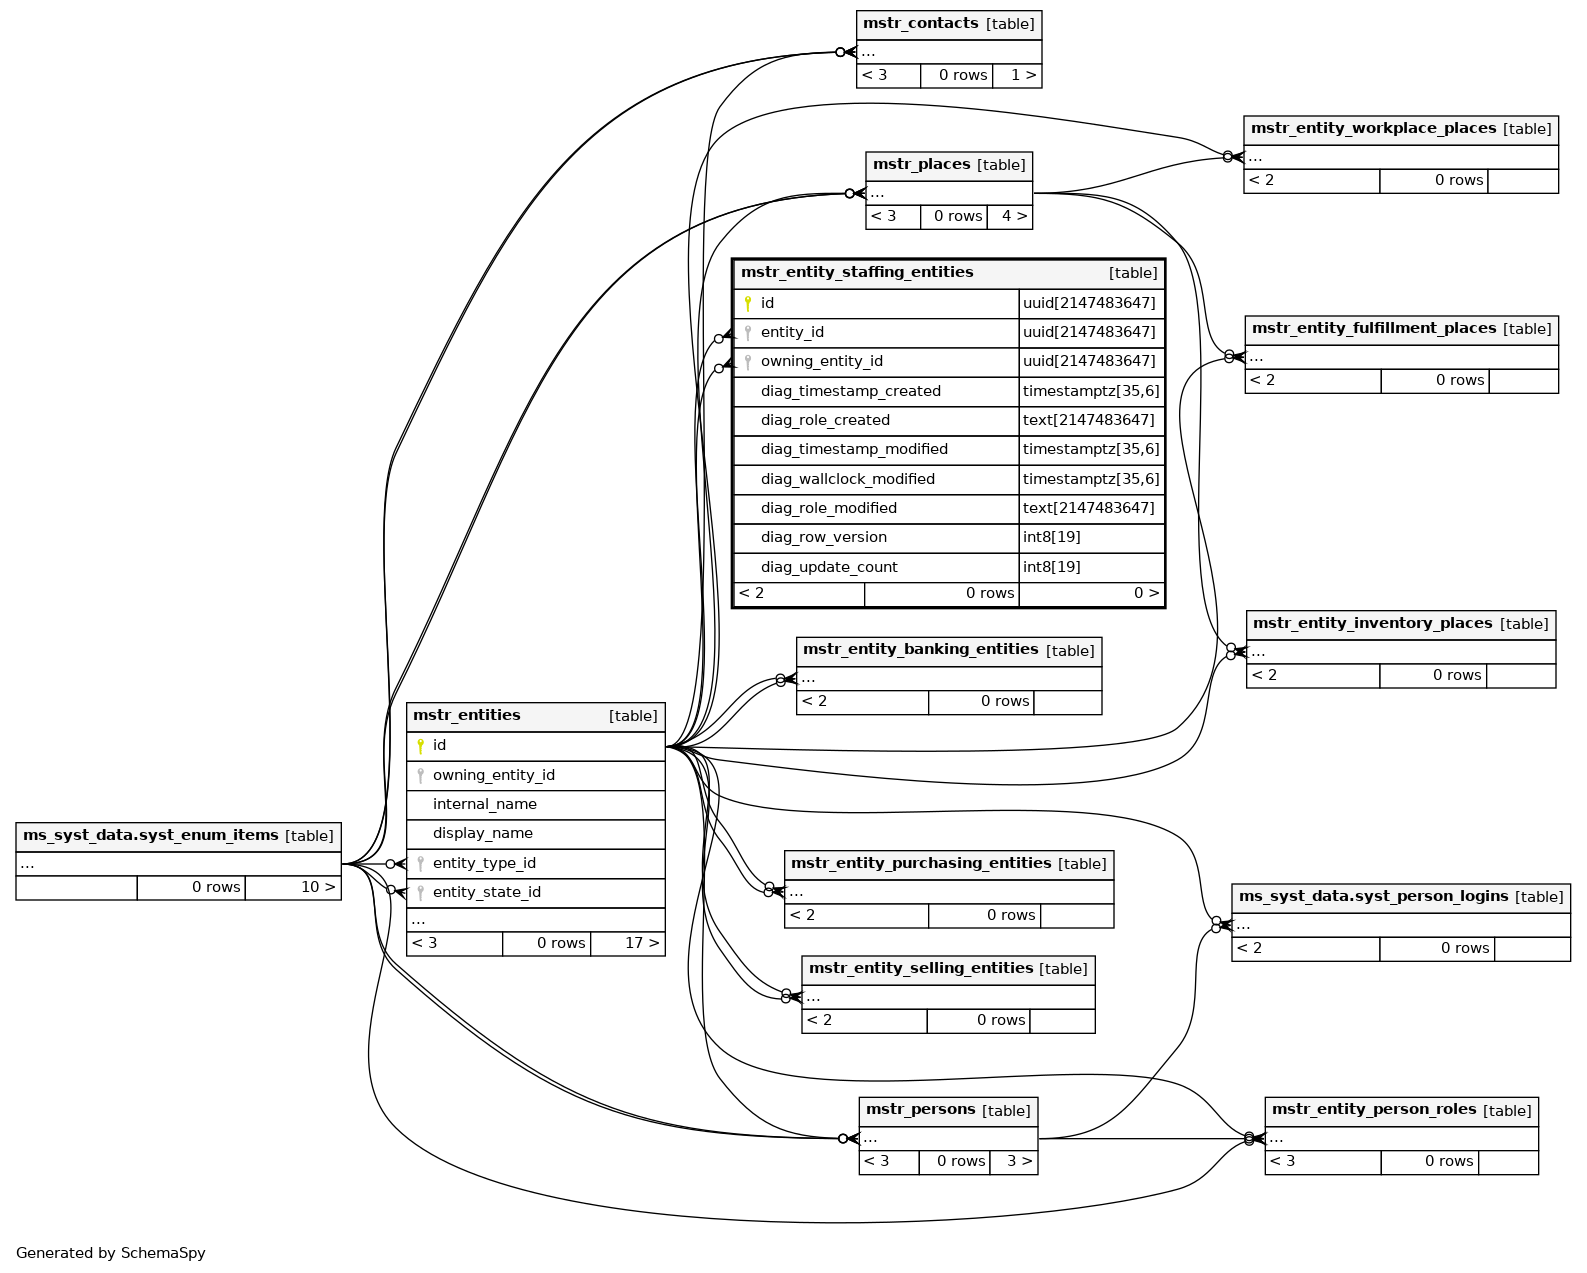 mstr_contacts [table]
...
< 3 0 rows 1 >
mstr_entity_workplace_places [table]
...
< 2 0 rows
mstr_places [table]
...
< 3 0 rows 4 >
mstr_entity_staffing_entities [table]
id uuid[2147483647]
entity_id uuid[2147483647]
owning_entity_id uuid[2147483647]
diag_timestamp_created timestamptz[35,6]
diag_role_created text[2147483647]
diag_timestamp_modified timestamptz[35,6]
diag_wallclock_modified timestamptz[35,6]
diag_role_modified text[2147483647]
diag_row_version int8[19]
diag_update_count int8[19]
< 2 0 rows 0 >
mstr_entity_fulfillment_places [table]
...
< 2 0 rows
mstr_entity_inventory_places [table]
...
< 2 0 rows
mstr_entity_banking_entities [table]
...
< 2 0 rows
mstr_entities [table]
id
owning_entity_id
internal_name
display_name
entity_type_id
entity_state_id
...
< 3 0 rows 17 >
ms_syst_data.syst_enum_items [table]
...
0 rows 10 >
mstr_entity_purchasing_entities [table]
...
< 2 0 rows
ms_syst_data.syst_person_logins [table]
...
< 2 0 rows
mstr_entity_selling_entities [table]
...
< 2 0 rows
mstr_persons [table]
...
< 3 0 rows 3 >
mstr_entity_person_roles [table]
...
< 3 0 rows
Generated by SchemaSpy